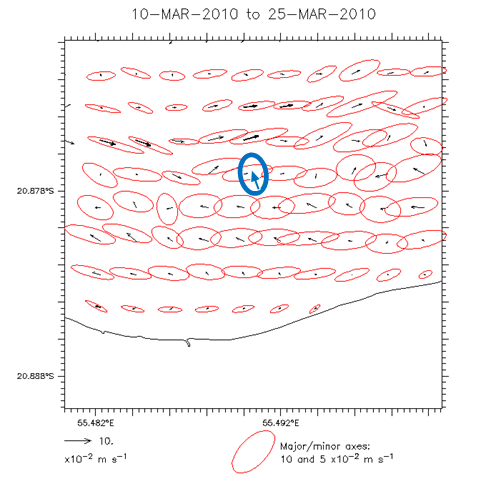 10-MAR-2010 to 25-MAR-2010
20.878°S
20.888°S
55.482°E
55.492°E
10.
x10⁻² m s⁻¹
Major/minor axes:
10 and 5 x10⁻² m s⁻¹